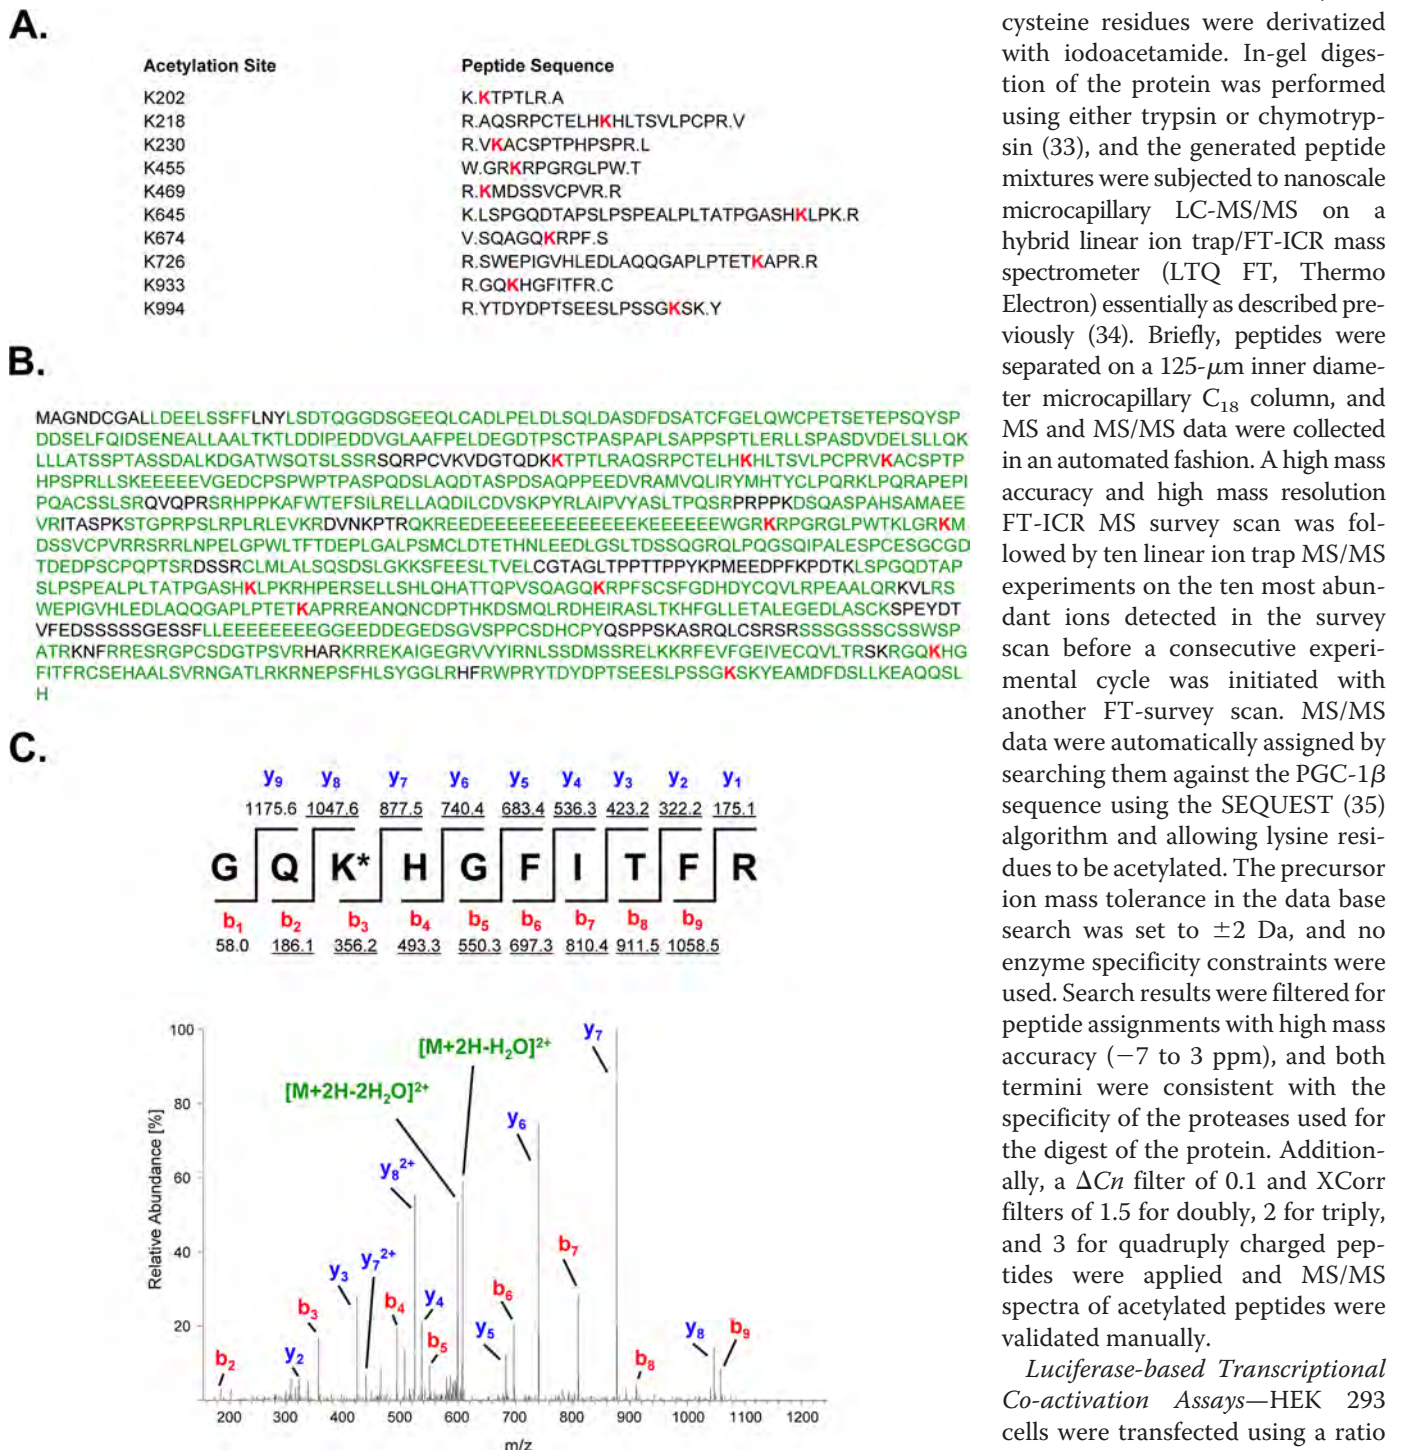 A.
Acetylation Site Peptide Sequence
K202 K.KTPTLR.A
K218 R.AQSRPCTELHKHLTSVLPCPR.V
K230 R.VKACSPTPHPSPR.L
K455 W.GRKRPGRGLPW.T
K469 R.KMDSSVCPVR.R
K645 K.LSPGQDTAPSLPSPEALPLTATPGASHKLPK.R
K674 V.SQAGQKRPF.S
K726 R.SWEPIGVHLEDLAQQGAPLPTETKAPR.R
K933 R.GQKHGFITFR.C
K994 R.YTDYDPTSEESLPSSGKSK.Y
B.
MAGNDCGALLDEELSSFFLNYLSDTQGGDSGEEQLCADLPELDLSQLDASDFDSATCFGELQWCPETSETEPSQYSP
DDSELFQIDSENEALLAALTKTLDDIPEDDVGLAAFPELDEGDTPSCTPASPAPLSAPPSPTLERLLSPASDVDELSLLQK
LLLATSSPTASSDALKDGATWSQTSLSSRSQRPCVKVDGTQDKKTPTLRAQSRPCTELHKHLTSVLPCPRVKACSPTP
HPSPRLLSKEEEEEVGEDCPSPWPTPASPQDSLAQDTASPDSAQPPEEDVRAMVQLIRYMHTYCLPQRKLPQRAPEPI
PQACSSLSRQVQPRSRHPPKAFWTEFSILRELLAQDILCDVSKPYRLAIPVYASLTPQSRPRPPKDSQASPAHSAMAEE
VRITASPKSTGPRPSLRPLRLEVKRDVNKPTRQKREEDEEEEEEEEEEEEEKEEEEEEWGRKRPGRGLPWTKLGRKM
DSSVCPVRRSRRLNPELGPWLTFTDEPLGALPSMCLDTETHNLEEDLGSLTDSSQGRQLPQGSQIPALESPCESGCGD
TDEDPSCPQPTSRDSSRCLMLALSQSDSLGKKSFEESLTVELCGTAGLTPPTTPPYKPMEEDPFKPDTKLSPGQDTAP
SLPSPEALPLTATPGASHKLPKRHPERSELLSHLQHATTQPVSQAGQKRPFSCSFGDHDYCQVLRPEAALQRKVLRS
WEPIGVHLEDLAQQGAPLPTETKAPRREANQNCDPTHKDSMQLRDHEIRASLTKHFGLLETALEGEDLASCKSPEYDT
VFEDSSSSSGESSFLLEEEEEEEEGGEEDDEGEDSGVSPPCSDHCPYQSPPSKASRQLCSRSRSSSGSSSCSSWSP
ATRKNFRRESRGPCSDGTPSVRHARKRREKAIGEGRVVYIRNLSSDMSSRELKKRFEVFGEIVECQVLTRSKRGQKHG
FITFRCSEHAALSVRNGATLRKRNEPSFHLSYGGLRHFRWPRYTDYDPTSEESLPSSGKSKYEAMDFDSLLKEAQQSL
H
C.
y9 y8 y7 y6 y5 y4 y3 y2 y1
1175.6 1047.6 877.5 740.4 683.4 536.3 423.2 322.2 175.1
G Q K* H G F I T F R
b1 b2 b3 b4 b5 b6 b7 b8 b9
58.0 186.1 356.2 493.3 550.3 697.3 810.4 911.5 1058.5
Relative Abundance [%]
100
80
60
40
20
[M+2H-H2O]2+
[M+2H-2H2O]2+
y7
y6
y8 2+
b7
y7 2+
y3
b3
b4
y4
b6
y5
b5
y2
b2
b8
y8
b9
200 300 400 500 600 700 800 900 1000 1100 1200
m/z
cysteine residues were derivatized
with iodoacetamide. In-gel diges-
tion of the protein was performed
using either trypsin or chymotryp-
sin (33), and the generated peptide
mixtures were subjected to nanoscale
microcapillary LC-MS/MS on a
hybrid linear ion trap/FT-ICR mass
spectrometer (LTQ FT, Thermo
Electron) essentially as described pre-
viously (34). Briefly, peptides were
separated on a 125-μm inner diame-
ter microcapillary C18 column, and
MS and MS/MS data were collected
in an automated fashion. A high mass
accuracy and high mass resolution
FT-ICR MS survey scan was fol-
lowed by ten linear ion trap MS/MS
experiments on the ten most abun-
dant ions detected in the survey
scan before a consecutive experi-
mental cycle was initiated with
another FT-survey scan. MS/MS
data were automatically assigned by
searching them against the PGC-1β
sequence using the SEQUEST (35)
algorithm and allowing lysine resi-
dues to be acetylated. The precursor
ion mass tolerance in the data base
search was set to ±2 Da, and no
enzyme specificity constraints were
used. Search results were filtered for
peptide assignments with high mass
accuracy (−7 to 3 ppm), and both
termini were consistent with the
specificity of the proteases used for
the digest of the protein. Addition-
ally, a ΔCn filter of 0.1 and XCorr
filters of 1.5 for doubly, 2 for triply,
and 3 for quadruply charged pep-
tides were applied and MS/MS
spectra of acetylated peptides were
validated manually.
Luciferase-based Transcriptional
Co-activation Assays—HEK 293
cells were transfected using a ratio